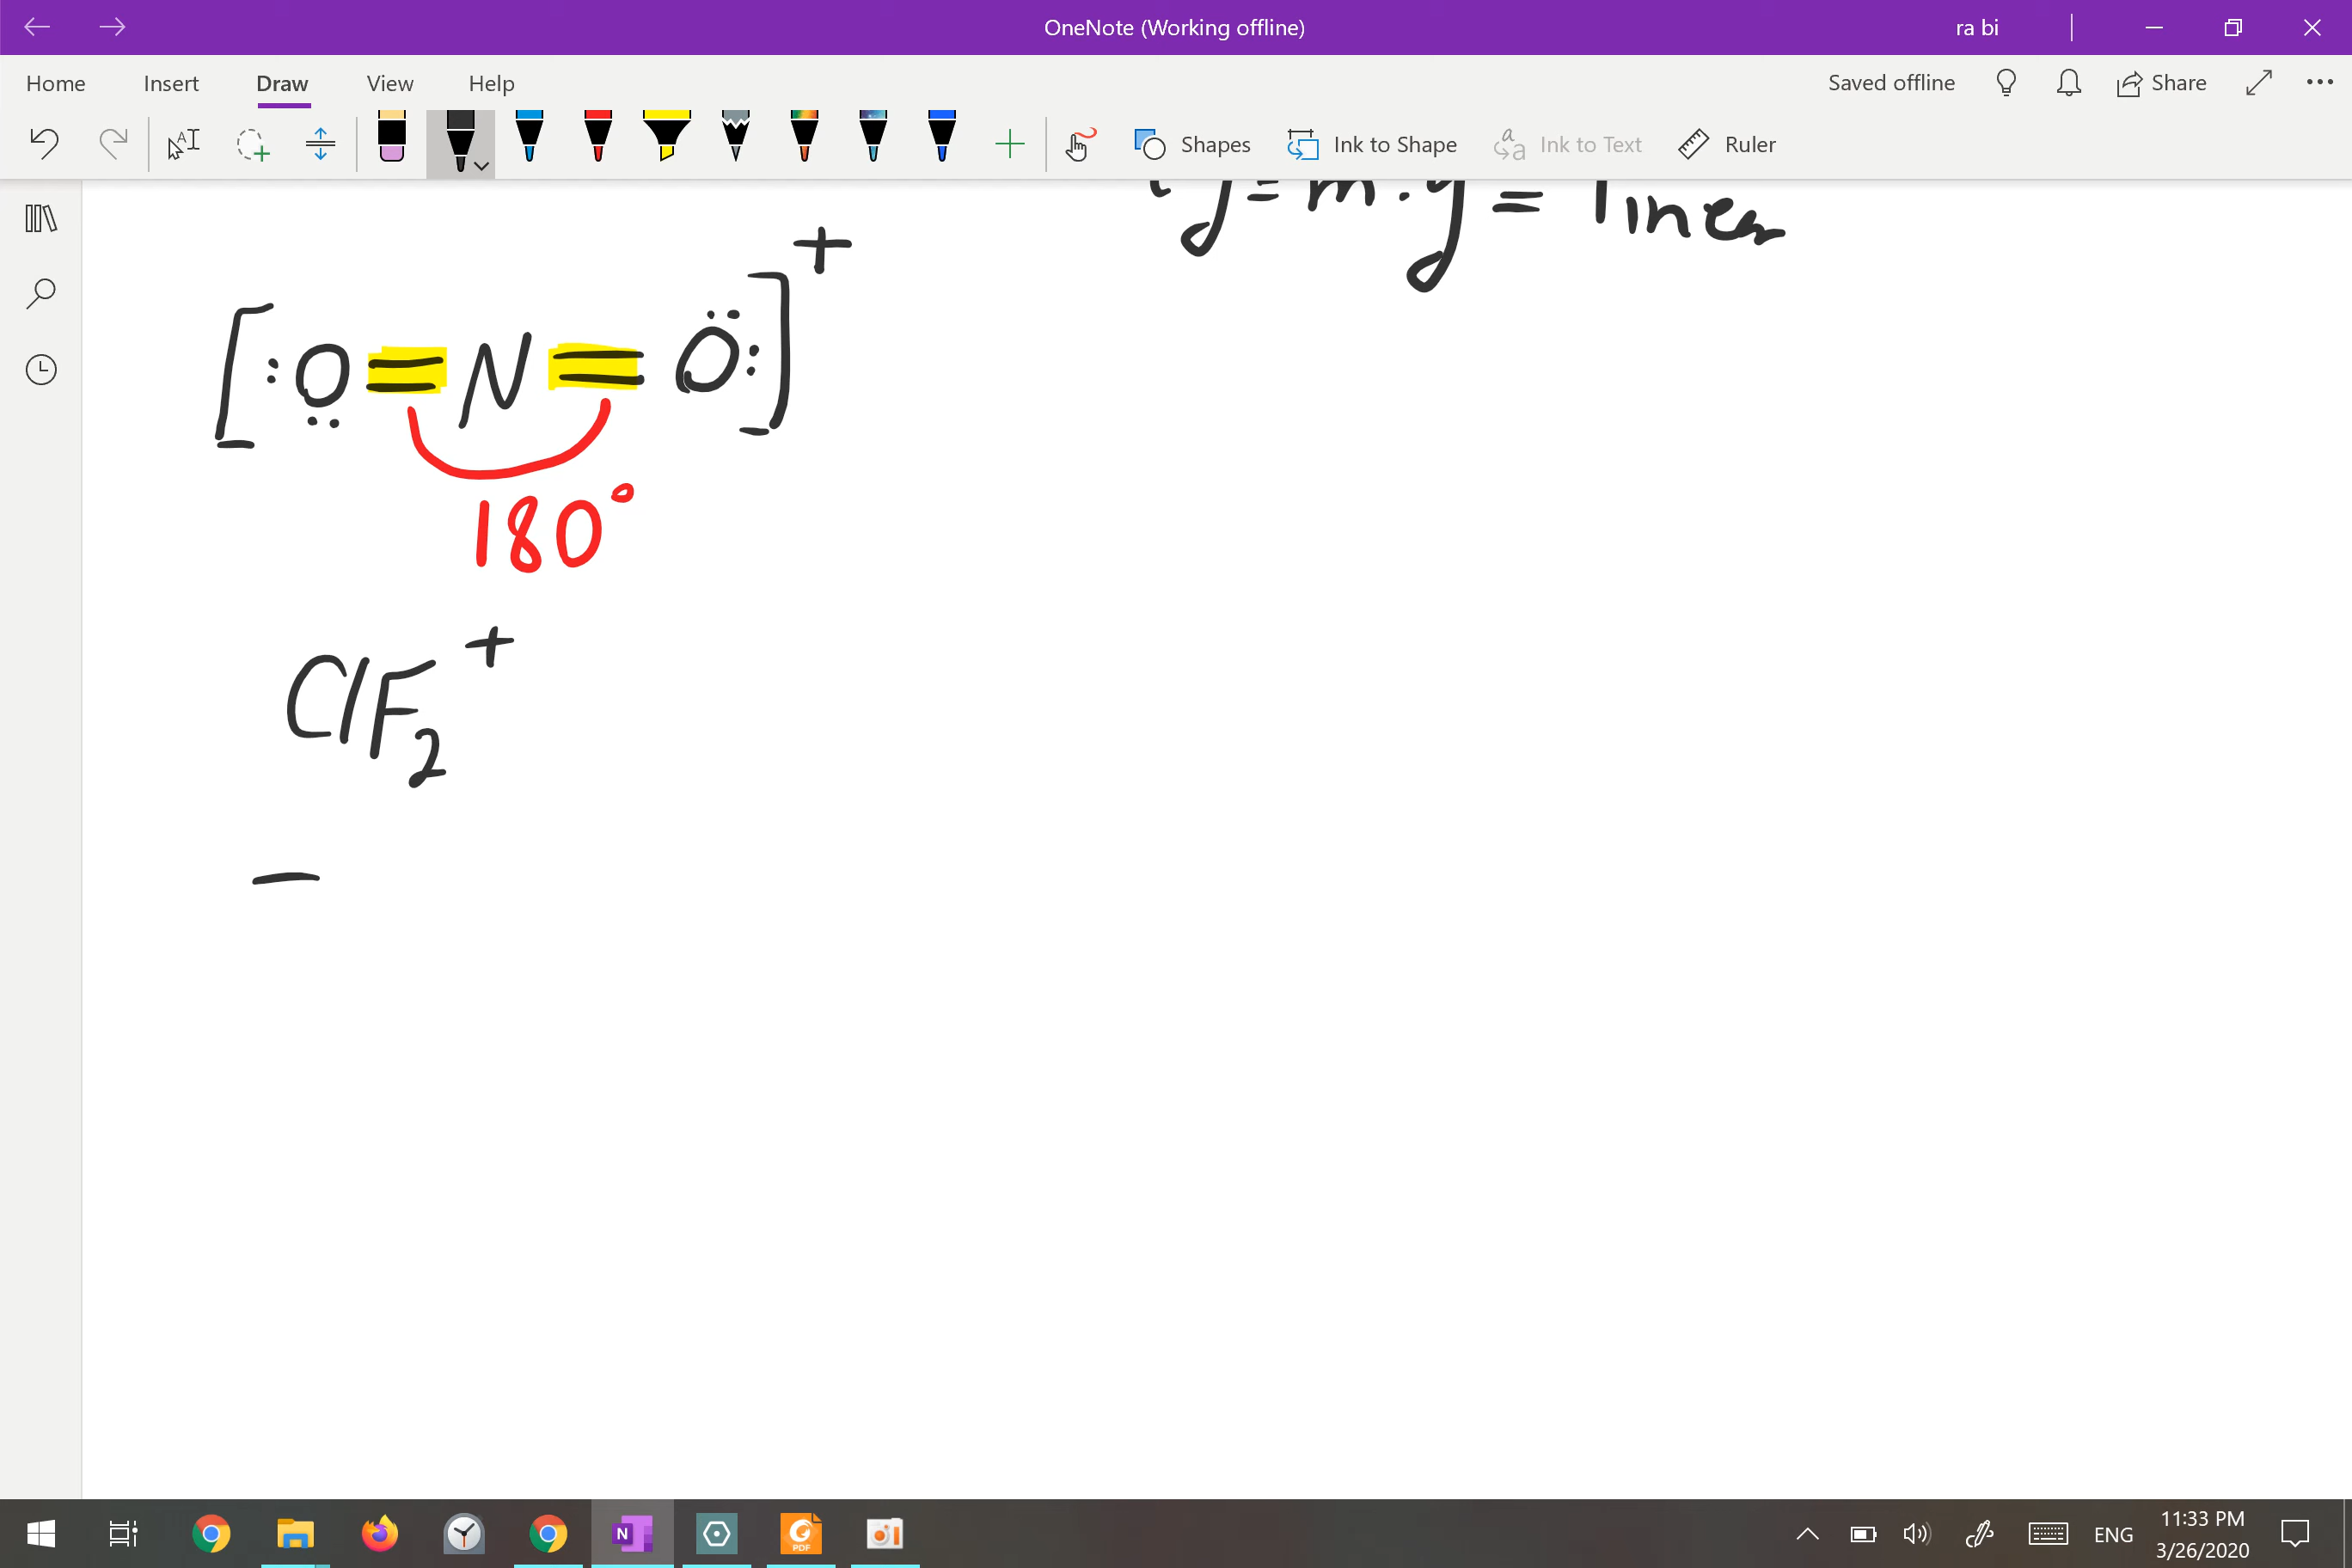 OneNote (Working offline)
ra bi
Home Insert Draw View Help
Saved offline Share
Shapes Ink to Shape Ink to Text Ruler
= m.g = linear
[:Ö=N=Ö:]⁺
180°
ClF₂⁺
—
ENG
11:33 PM
3/26/2020